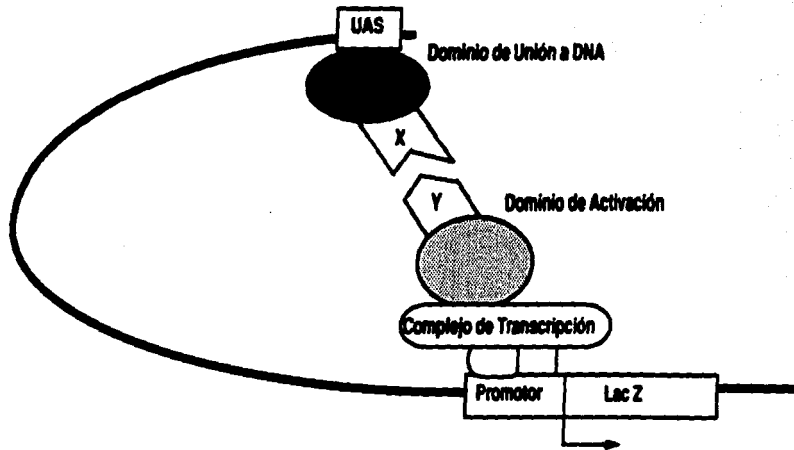 UAS
Dominio de Unión a DNA
X
Y
Dominio de Activación
Complejo de Transcripción
Promotor
Lac Z